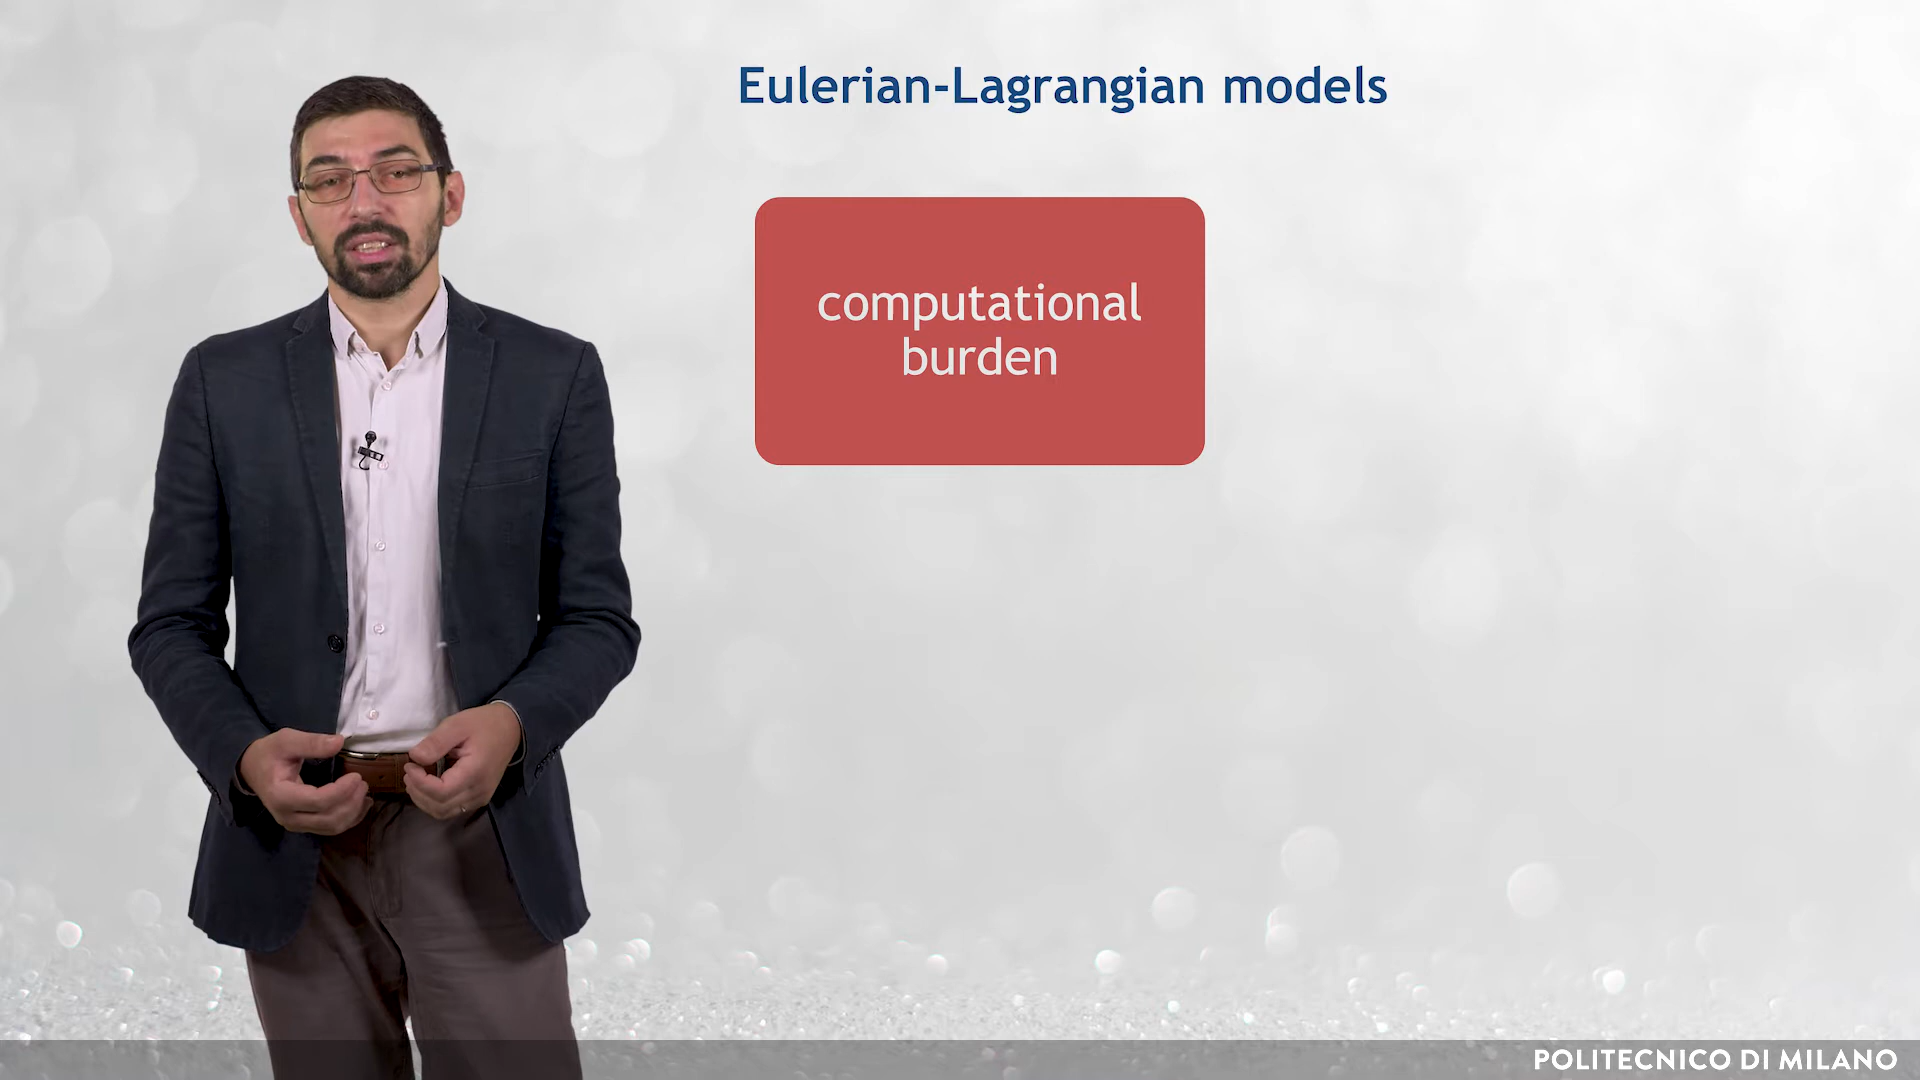 Eulerian-Lagrangian models
computational
burden
POLITECNICO DI MILANO